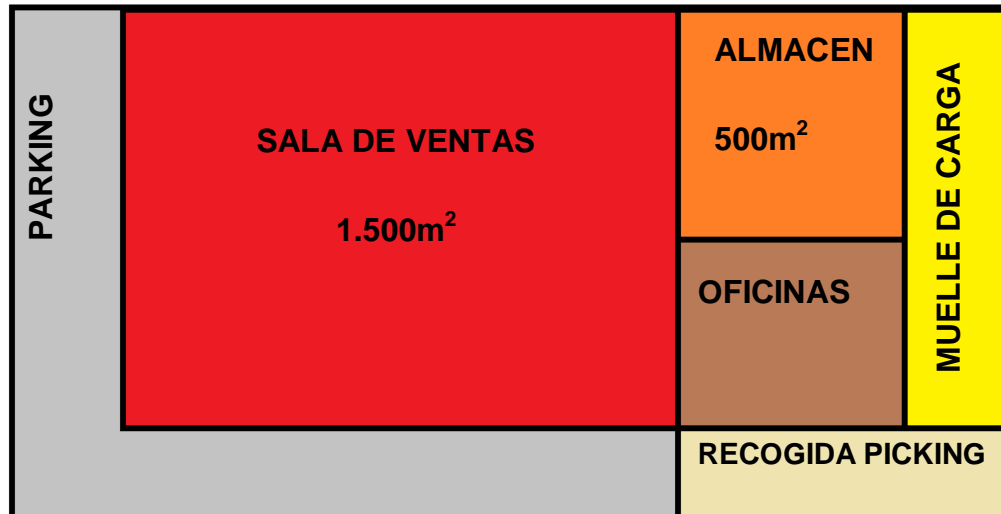 PARKING
SALA DE VENTAS
1.500m²
ALMACEN
500m²
OFICINAS
MUELLE DE CARGA
RECOGIDA PICKING